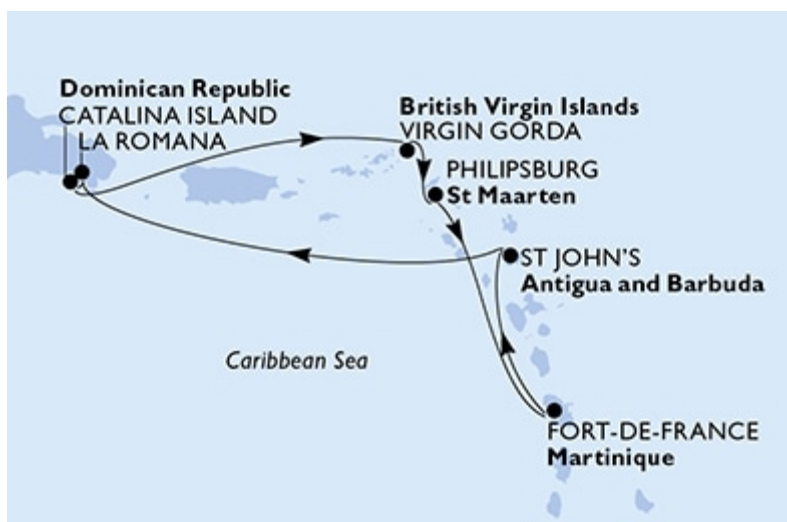 Dominican Republic
CATALINA ISLAND
LA ROMANA
British Virgin Islands
VIRGIN GORDA
PHILIPSBURG
St Maarten
ST JOHN'S
Antigua and Barbuda
Caribbean Sea
FORT-DE-FRANCE
Martinique